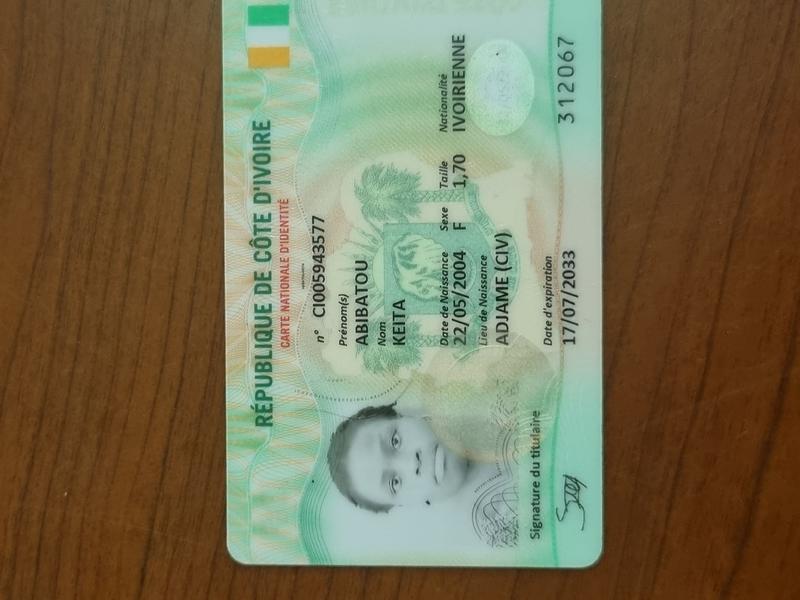 RÉPUBLIQUE DE CÔTE D'IVOIRE
CARTE NATIONALE D'IDENTITÉ
n° CI005943577
Prénom(s)
ABIBATOU
Nom
KEITA
Date de Naissance Sexe Taille Nationalité
22/05/2004 F 1,70 IVOIRIENNE
Lieu de Naissance
ADJAME (CIV)
Date d'expiration
17/07/2033
312067
Signature du titulaire